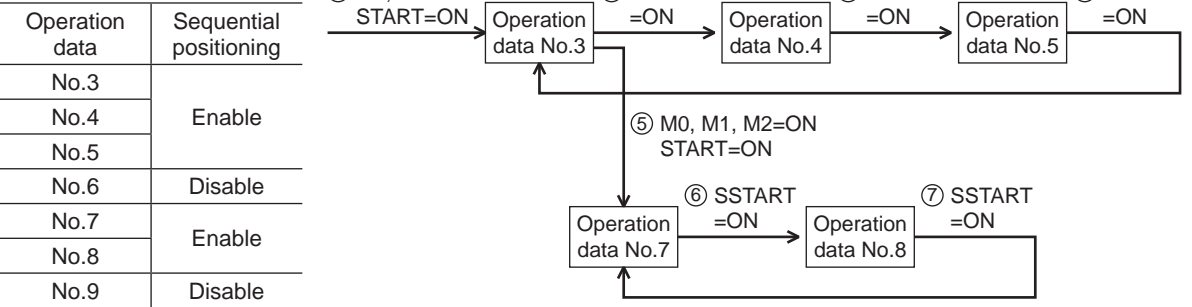 Operation data
Sequential positioning
No.3
No.4
No.5
Enable
No.6
Disable
No.7
No.8
Enable
No.9
Disable
START=ON
Operation
data No.3
=ON
Operation
data No.4
=ON
Operation
data No.5
=ON
⑤ M0, M1, M2=ON
START=ON
Operation
data No.7
⑥ SSTART
=ON
Operation
data No.8
⑦ SSTART
=ON